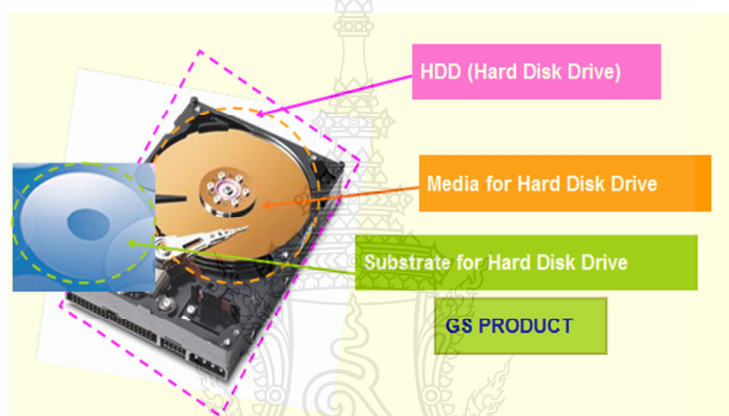 HDD (Hard Disk Drive)
Media for Hard Disk Drive
Substrate for Hard Disk Drive
GS PRODUCT